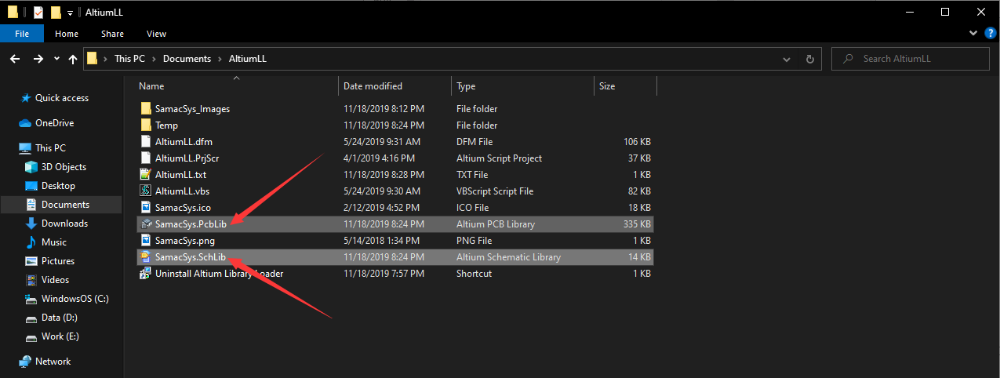 AltiumLL
File Home Share View
This PC Documents AltiumLL Search AltiumLL
Name Date modified Type Size
Quick access
OneDrive
This PC
3D Objects
Desktop
Documents
Downloads
Music
Pictures
Videos
WindowsOS (C:)
Data (D:)
Work (E:)
Network
SamacSys_Images 11/18/2019 8:12 PM File folder
Temp 11/18/2019 8:24 PM File folder
AltiumLL.dfm 5/24/2019 9:31 AM DFM File 106 KB
AltiumLL.PrjScr 4/1/2019 4:16 PM Altium Script Project 37 KB
AltiumLL.txt 11/18/2019 8:28 PM TXT File 1 KB
AltiumLL.vbs 5/24/2019 9:30 AM VBScript Script File 82 KB
SamacSys.ico 2/12/2019 4:52 PM ICO File 18 KB
SamacSys.PcbLib 11/18/2019 8:24 PM Altium PCB Library 335 KB
SamacSys.png 5/14/2018 1:34 PM PNG File 1 KB
SamacSys.SchLib 11/18/2019 8:24 PM Altium Schematic Library 14 KB
Uninstall Altium Library Loader 11/18/2019 7:57 PM Shortcut 1 KB